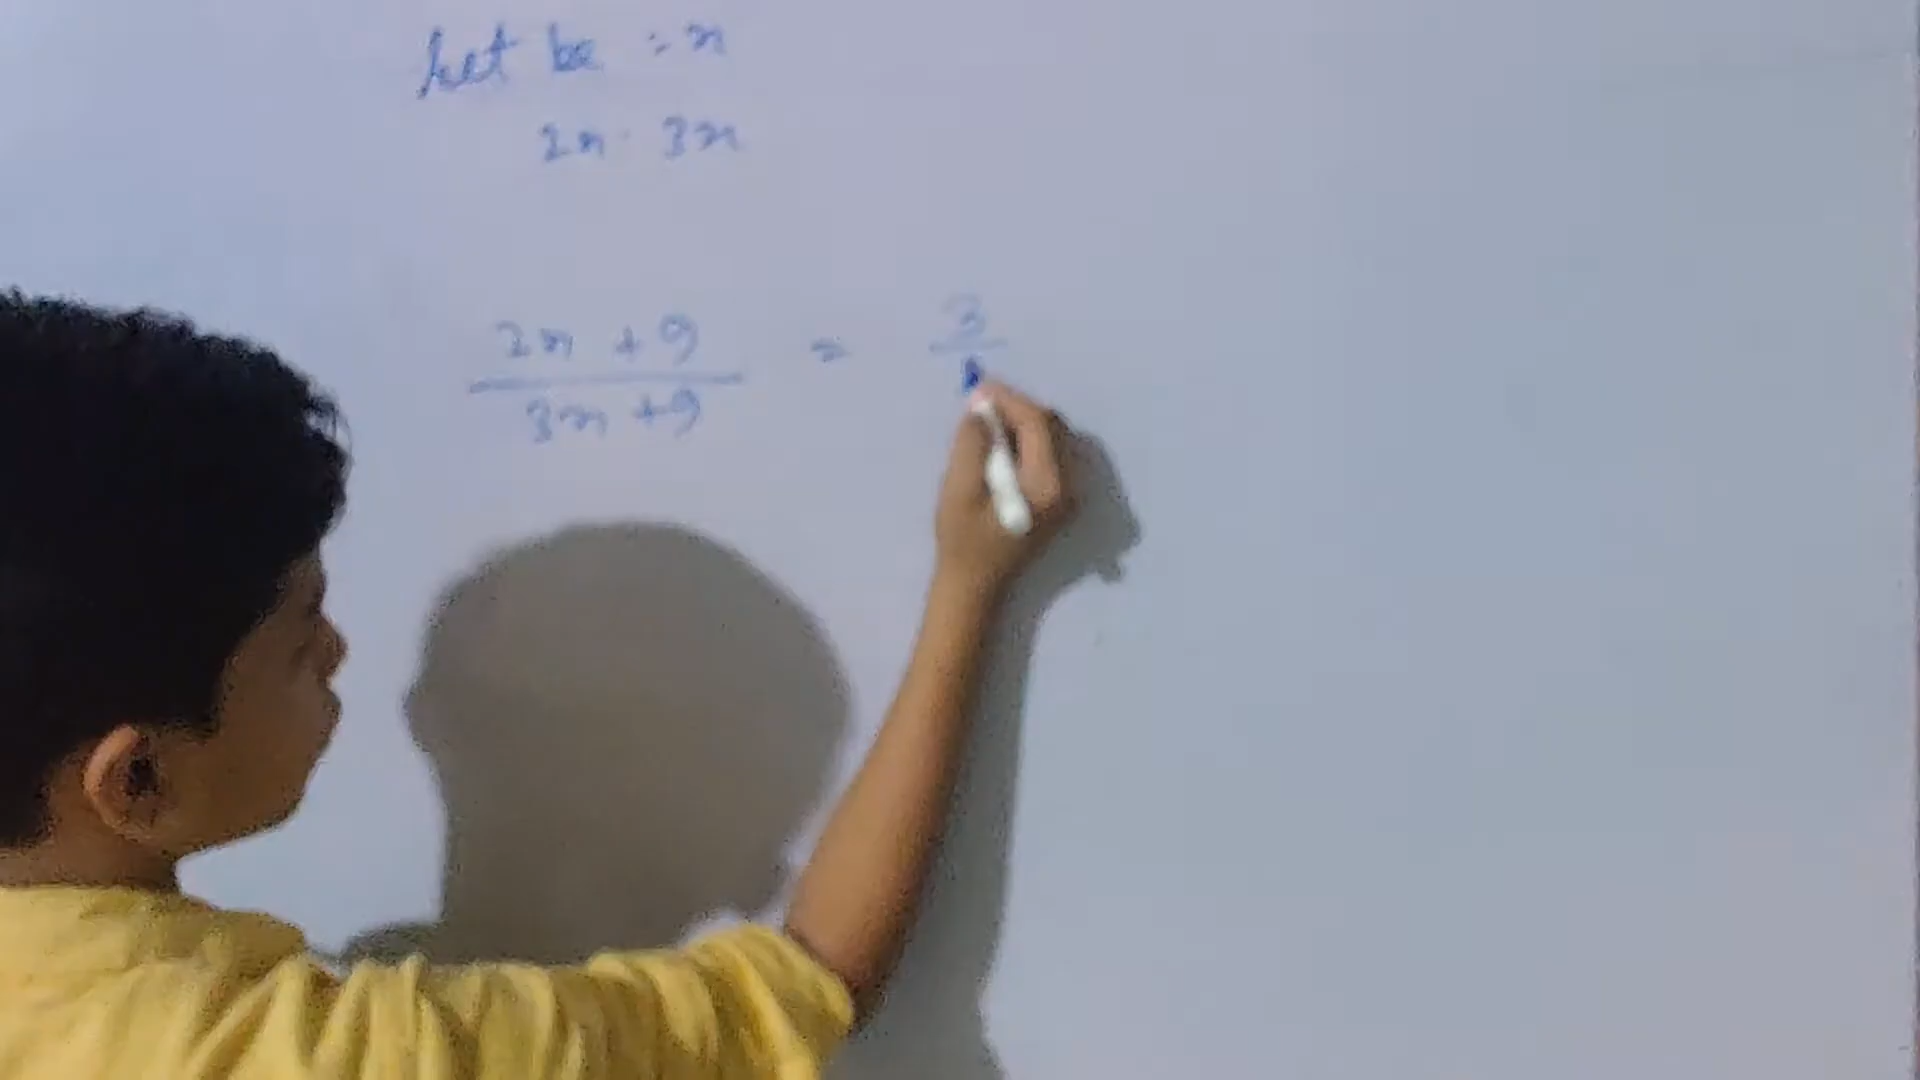 Let be = x
2x 3x
2x + 9 = 3
3x + 9